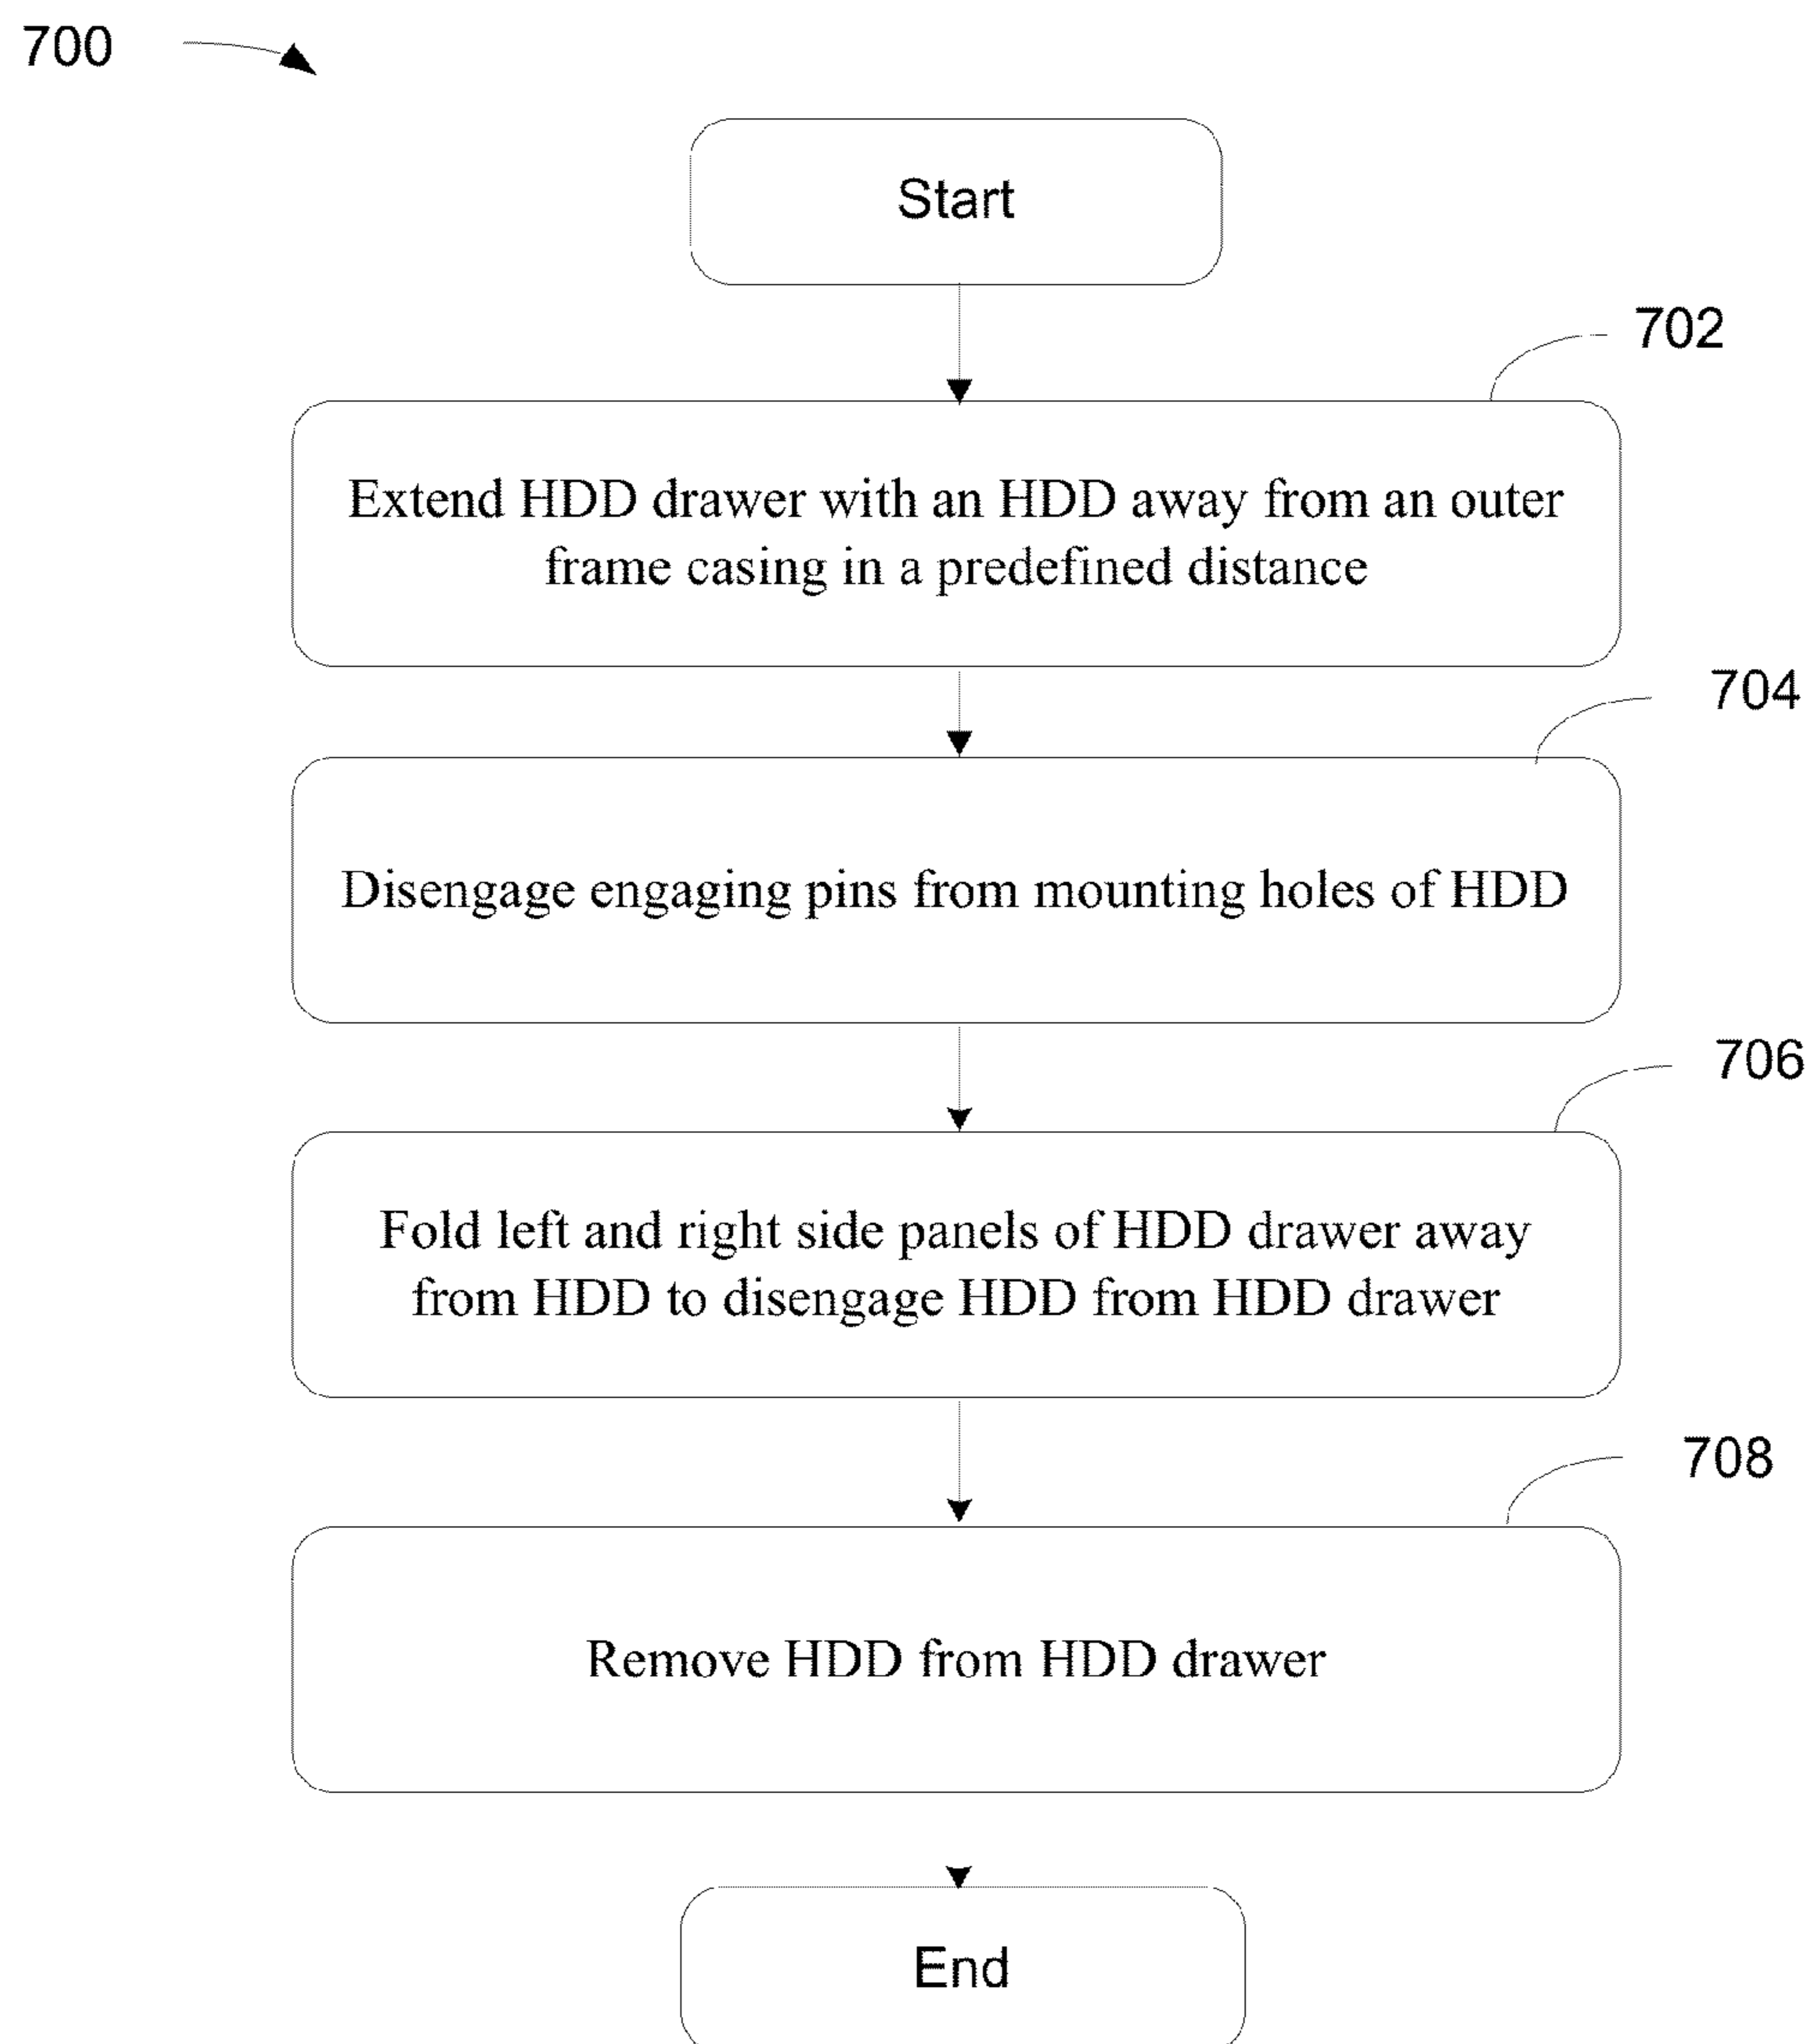 700
Start
702
Extend HDD drawer with an HDD away from an outer
frame casing in a predefined distance
704
Disengage engaging pins from mounting holes of HDD
706
Fold left and right side panels of HDD drawer away
from HDD to disengage HDD from HDD drawer
708
Remove HDD from HDD drawer
End